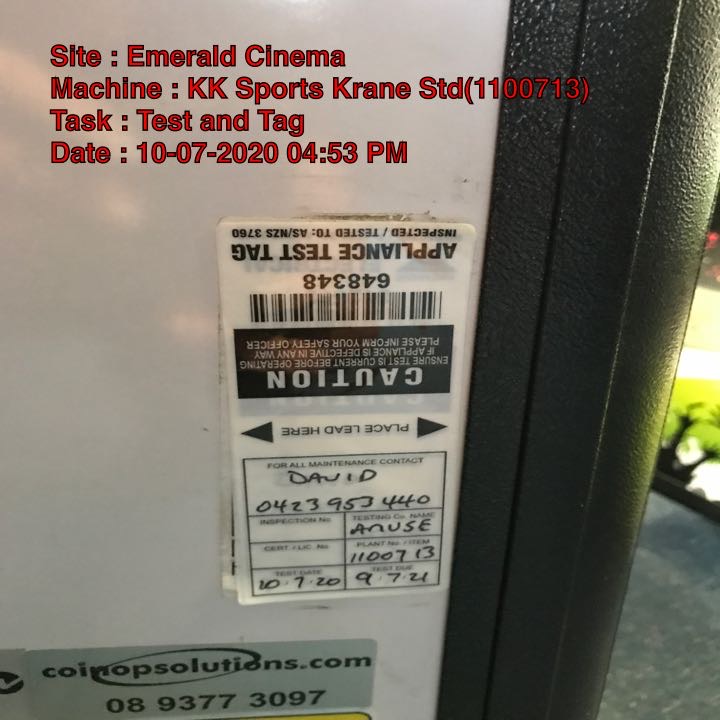 Site : Emerald Cinema
Machine : KK Sports Krane Std(1100713)
Task : Test and Tag
Date : 10-07-2020 04:53 PM
INSPECTED / TESTED TO: AS/NZS 3760
APPLIANCE TEST TAG
648348
PLEASE INFORM YOUR SAFETY OFFICER
IF APPLIANCE IS DEFECTIVE IN ANY WAY
ENSURE TEST IS CURRENT BEFORE OPERATING
CAUTION
PLACE LEAD HERE
FOR ALL MAINTENANCE CONTACT
DAVID
0423 953 440
INSPECTION No TESTING Co. NAME
AMUSE
CERT / LIC. No PLANT No. / ITEM
1100713
TEST DATE TEST DUE
10.7.20 9.7.21
coinopsolutions.com
08 9377 3097